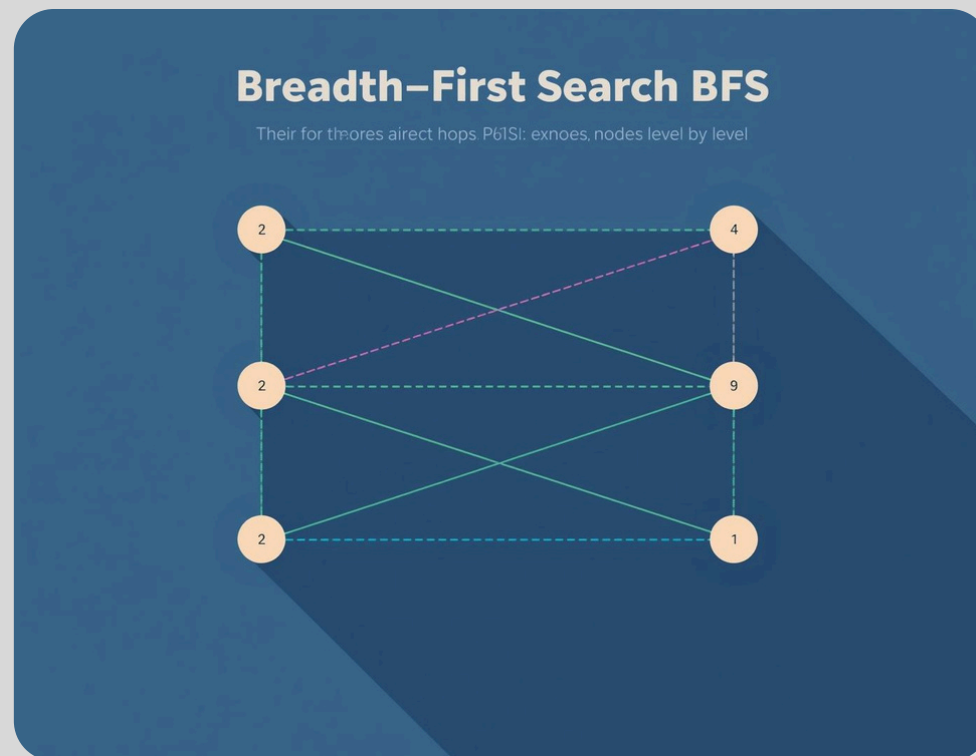 Breadth–First Search BFS
Their for thores airect hops P61SI: exnoes, nodes level by level
2 4
2 9
2 1